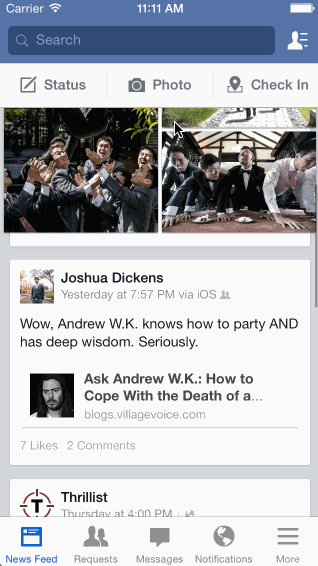 Carrier 11:11 AM
Search
Status Photo Check In
Joshua Dickens
Yesterday at 7:57 PM via iOS
Wow, Andrew W.K. knows how to party AND
has deep wisdom. Seriously.
Ask Andrew W.K.: How to
Cope With the Death of a...
blogs.villagevoice.com
7 Likes 2 Comments
T
Thrillist
Thursday at 4:00 PM ·
News Feed Requests Messages Notifications More